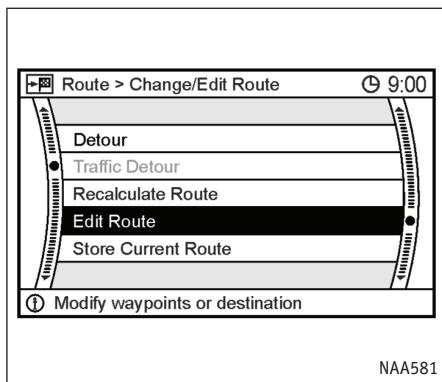 Route > Change/Edit Route 9:00
Detour
Traffic Detour
Recalculate Route
Edit Route
Store Current Route
Modify waypoints or destination
NAA581